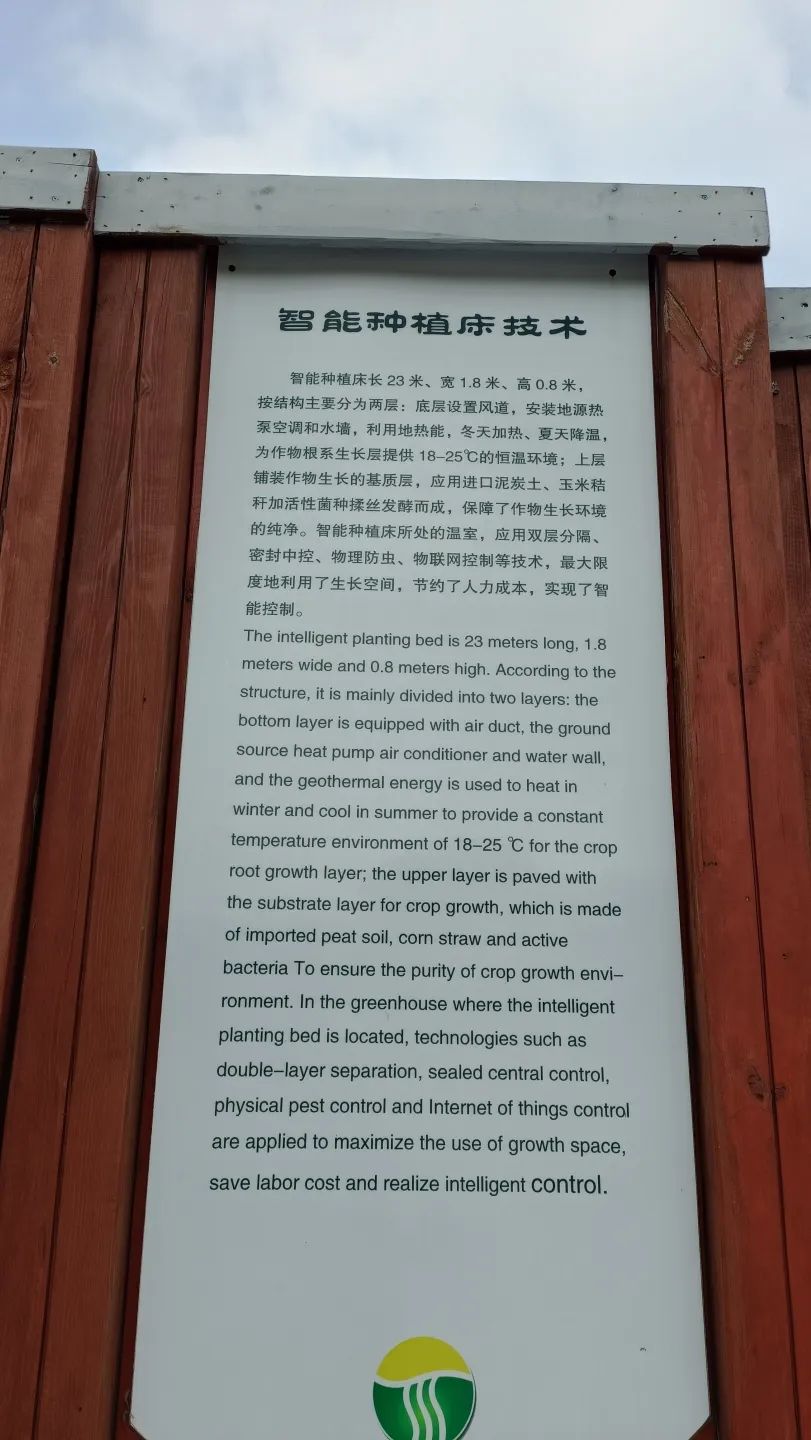 智能种植床技术
智能种植床长 23 米、宽 1.8 米、高 0.8 米，
按结构主要分为两层：底层设置风道，安装地源热
泵空调和水墙，利用地热能，冬天加热、夏天降温，
为作物根系生长层提供 18–25℃的恒温环境；上层
铺装作物生长的基质层，应用进口泥炭土、玉米秸
秆加活性菌种揉丝发酵而成，保障了作物生长环境
的纯净。智能种植床所处的温室，应用双层分隔、
密封中控、物理防虫、物联网控制等技术，最大限
度地利用了生长空间，节约了人力成本，实现了智
能控制。
The intelligent planting bed is 23 meters long, 1.8
meters wide and 0.8 meters high. According to the
structure, it is mainly divided into two layers: the
bottom layer is equipped with air duct, the ground
source heat pump air conditioner and water wall,
and the geothermal energy is used to heat in
winter and cool in summer to provide a constant
temperature environment of 18–25 ℃ for the crop
root growth layer; the upper layer is paved with
the substrate layer for crop growth, which is made
of imported peat soil, corn straw and active
bacteria To ensure the purity of crop growth envi–
ronment. In the greenhouse where the intelligent
planting bed is located, technologies such as
double–layer separation, sealed central control,
physical pest control and Internet of things control
are applied to maximize the use of growth space,
save labor cost and realize intelligent control.